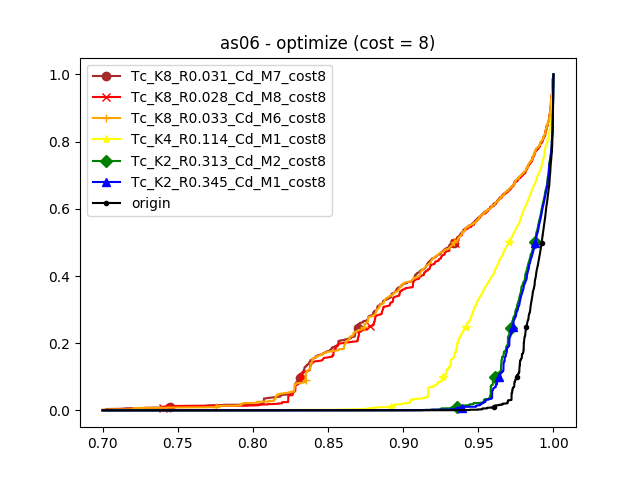 as06 - optimize (cost = 8)
Tc_K8_R0.031_Cd_M7_cost8
Tc_K8_R0.028_Cd_M8_cost8
Tc_K8_R0.033_Cd_M6_cost8
Tc_K4_R0.114_Cd_M1_cost8
Tc_K2_R0.313_Cd_M2_cost8
Tc_K2_R0.345_Cd_M1_cost8
origin
1.0
0.8
0.6
0.4
0.2
0.0
0.70 0.75 0.80 0.85 0.90 0.95 1.00